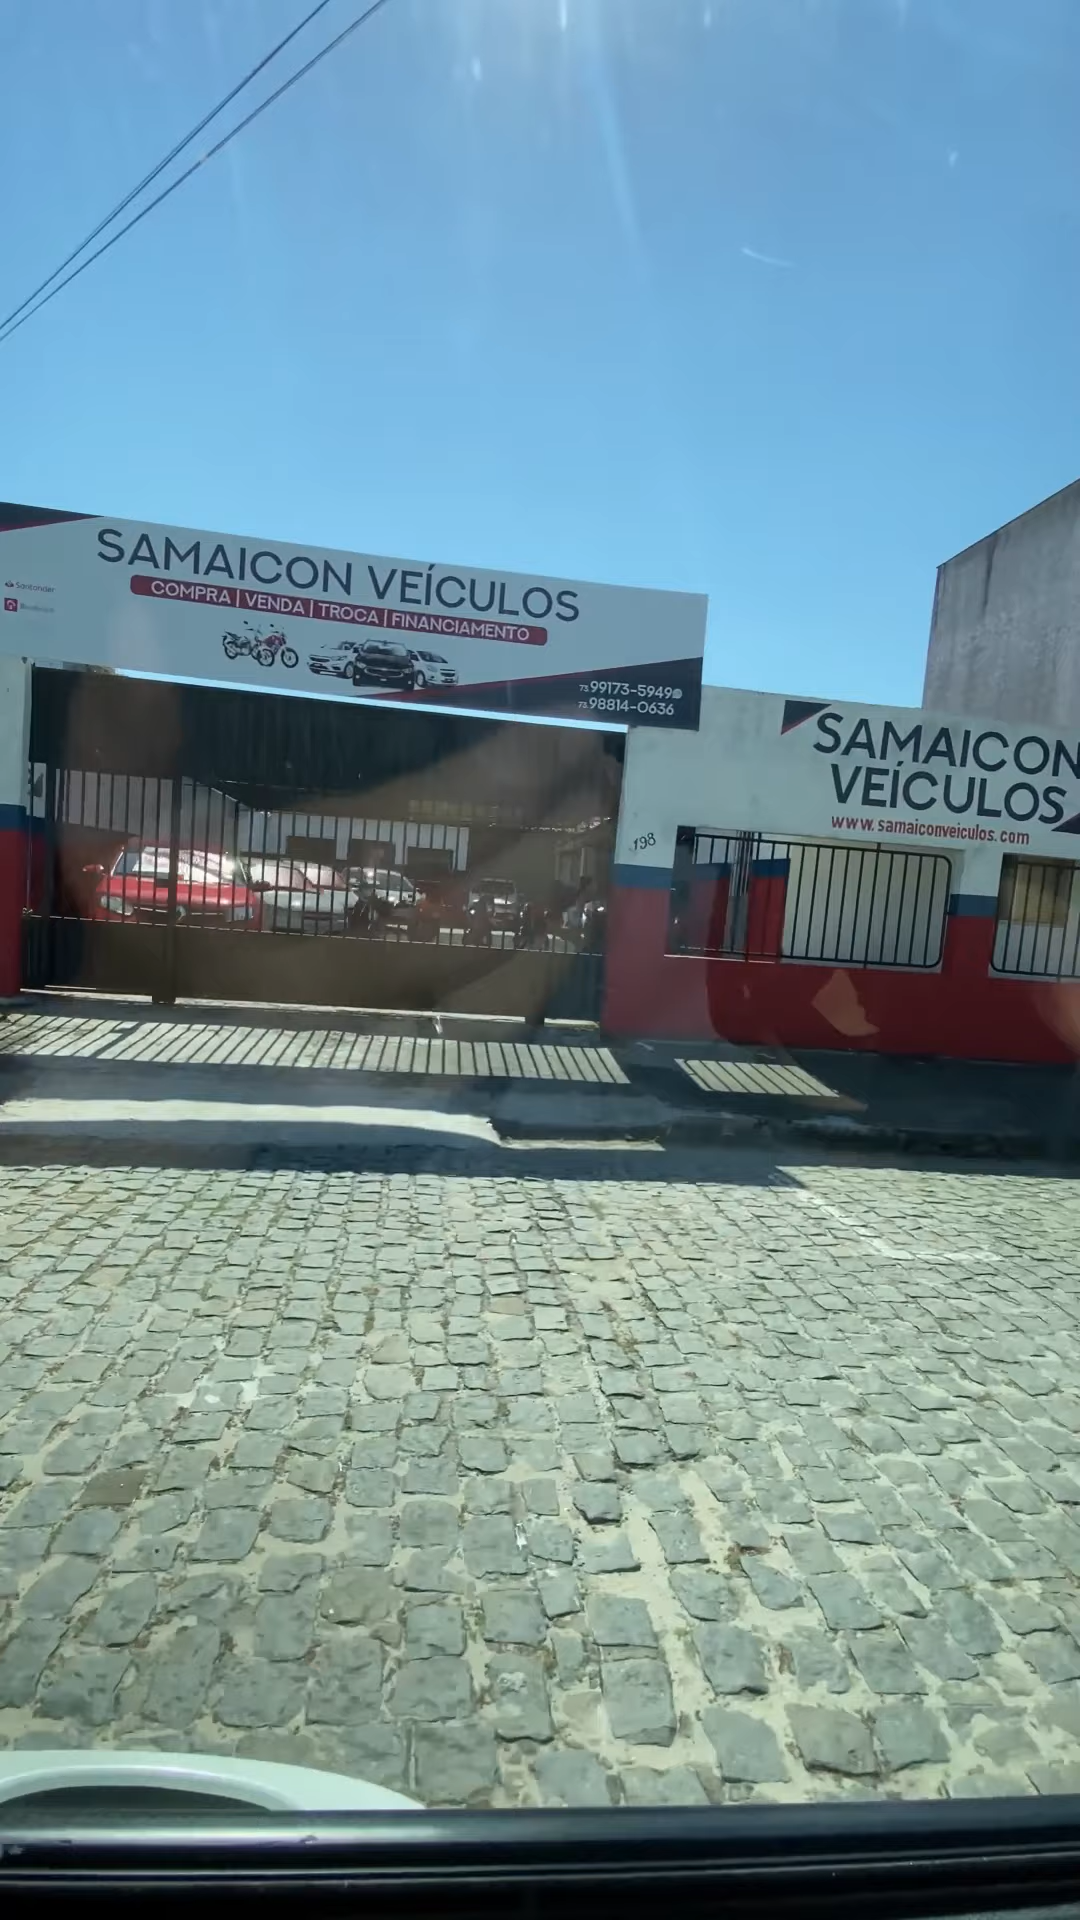 SAMAICON VEÍCULOS
COMPRA | VENDA | TROCA | FINANCIAMENTO
Santander
Bradesco
73 99173-5949
73 98814-0636
SAMAICON
VEÍCULOS
www.samaiconveiculos.com
198